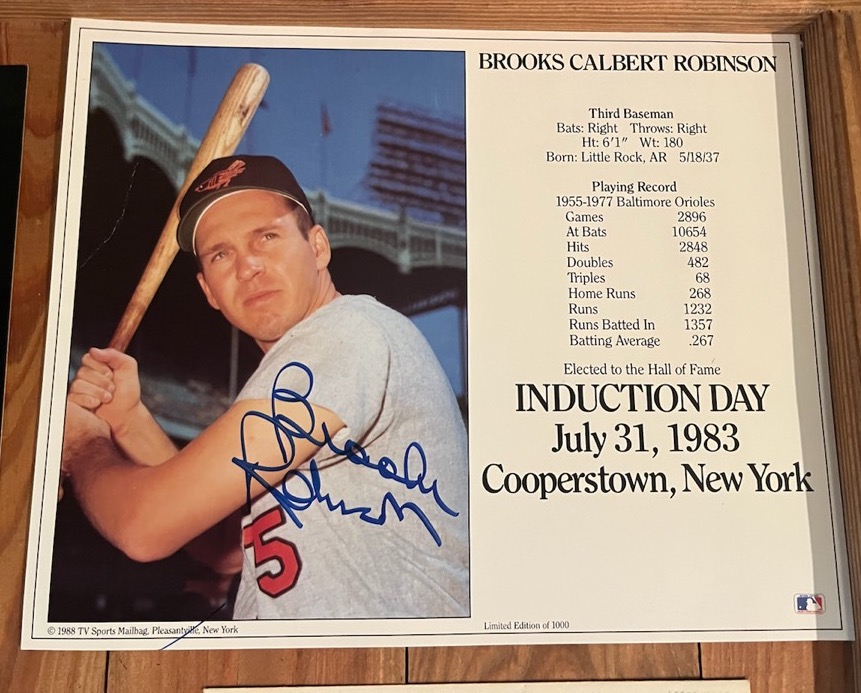 BROOKS CALBERT ROBINSON
Third Baseman
Bats: Right Throws: Right
Ht: 6'1" Wt: 180
Born: Little Rock, AR 5/18/37
Playing Record
1955-1977 Baltimore Orioles
Games 2896
At Bats 10654
Hits 2848
Doubles 482
Triples 68
Home Runs 268
Runs 1232
Runs Batted In 1357
Batting Average .267
Elected to the Hall of Fame
INDUCTION DAY
July 31, 1983
Cooperstown, New York
Brooks
Robinson
5
© 1988 TV Sports Mailbag, Pleasantville, New York
Limited Edition of 1000